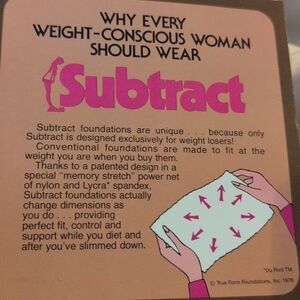 WHY EVERY
WEIGHT-CONSCIOUS WOMAN
SHOULD WEAR
Subtract
Subtract foundations are unique . . . because only
Subtract is designed exclusively for weight losers!
Conventional foundations are made to fit at the
weight you are when you buy them.
Thanks to a patented design in a
special "memory stretch" power net
of nylon and Lycra* spandex,
Subtract foundations actually
change dimensions as
you do . . . providing
perfect fit, control and
support while you diet and
after you've slimmed down.
*Du Pont TM
© True Form Foundations, Inc. 1978